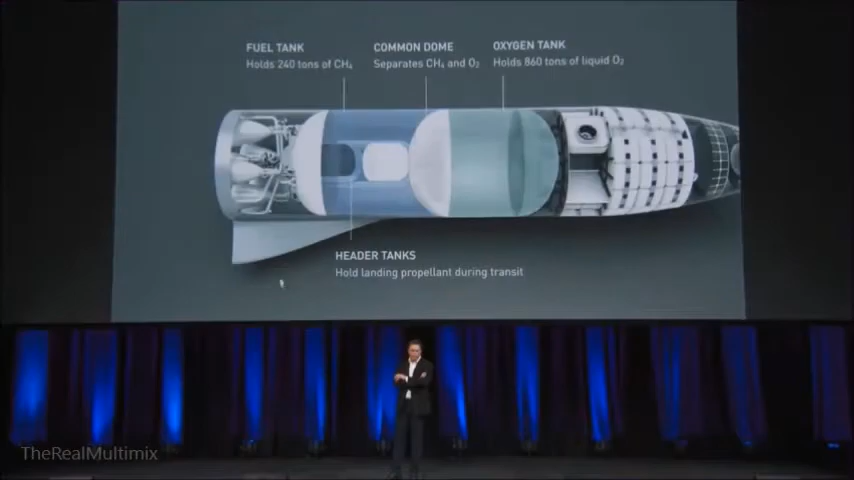 FUEL TANK
Holds 240 tons of CH₄
COMMON DOME
Separates CH₄ and O₂
OXYGEN TANK
Holds 860 tons of liquid O₂
HEADER TANKS
Hold landing propellant during transit
TheRealMultimix